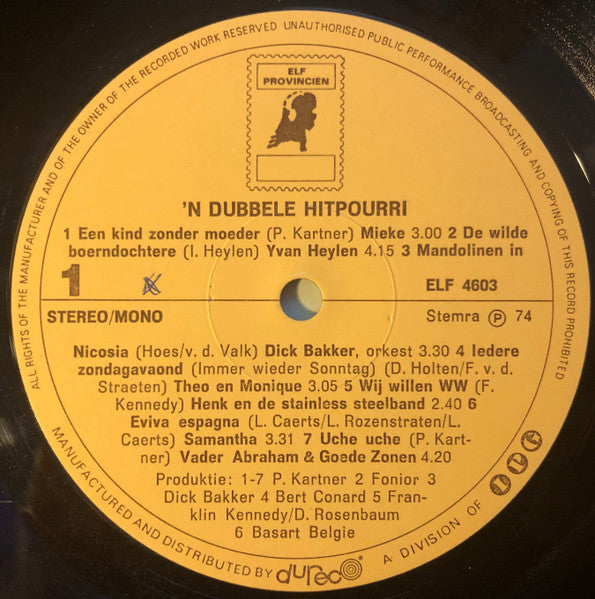 ALL RIGHTS OF THE MANUFACTURER AND OF THE OWNER OF THE RECORDED WORK RESERVED UNAUTHORISED PUBLIC PERFORMANCE BROADCASTING AND COPYING OF THIS RECORD PROHIBITED
ELF
PROVINCIEN
'N DUBBELE HITPOURRI
1 Een kind zonder moeder (P. Kartner) Mieke 3.00 2 De wilde
boerndochtere (I. Heylen) Yvan Heylen 4.15 3 Mandolinen in
1
ELF 4603
STEREO/MONO
Stemra Ⓟ 74
Nicosia (Hoes/v. d. Valk) Dick Bakker, orkest 3.30 4 Iedere
zondagavaond (Immer wieder Sonntag) (D. Holten/F. v. d.
Straeten) Theo en Monique 3.05 5 Wij willen WW (F.
Kennedy) Henk en de stainless steelband 2.40 6
Eviva espagna (L. Caerts/L. Rozenstraten/L.
Caerts) Samantha 3.31 7 Uche uche (P. Kart-
ner) Vader Abraham & Goede Zonen 4.20
Produktie: 1-7 P. Kartner 2 Fonior 3
Dick Bakker 4 Bert Conard 5 Fran-
klin Kennedy/D. Rosenbaum
6 Basart Belgie
MANUFACTURED AND DISTRIBUTED BY dureco A DIVISION OF